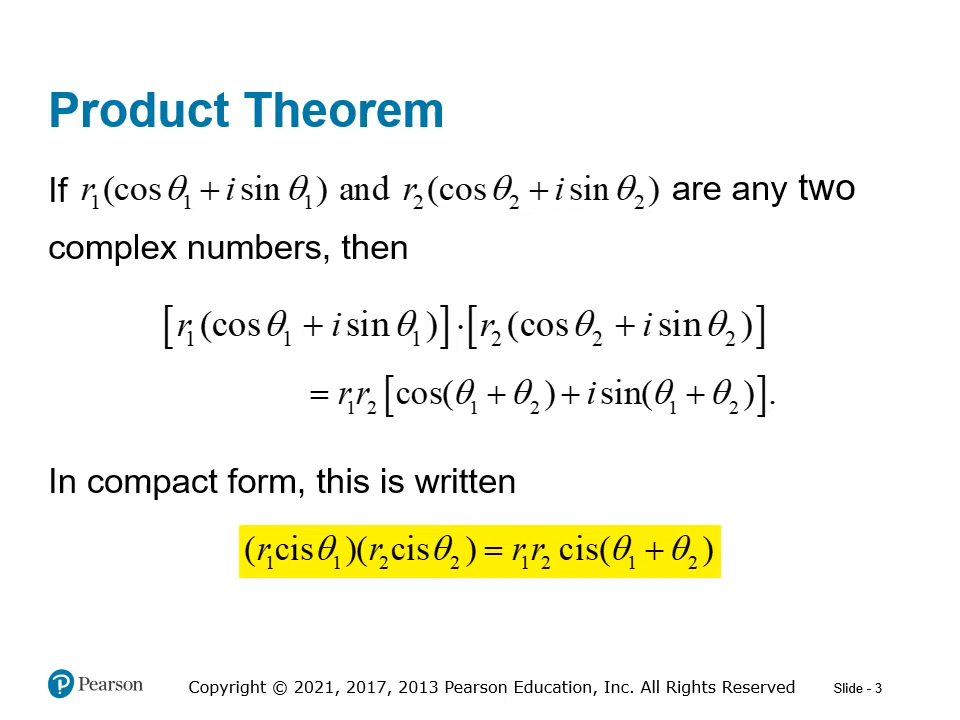 Product Theorem
If r₁(cos θ₁ + i sin θ₁) and r₂(cos θ₂ + i sin θ₂) are any two
complex numbers, then
[r₁(cos θ₁ + i sin θ₁)] · [r₂(cos θ₂ + i sin θ₂)]
= r₁r₂[cos(θ₁ + θ₂) + i sin(θ₁ + θ₂)].
In compact form, this is written
(r₁cis θ₁)(r₂cis θ₂) = r₁r₂ cis(θ₁ + θ₂)
P Pearson
Copyright © 2021, 2017, 2013 Pearson Education, Inc. All Rights Reserved
Slide - 3